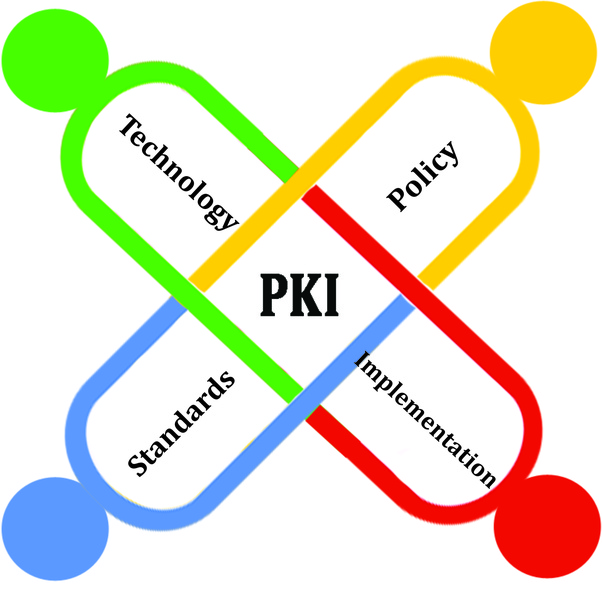 Technology
Policy
PKI
Standards
Implementation